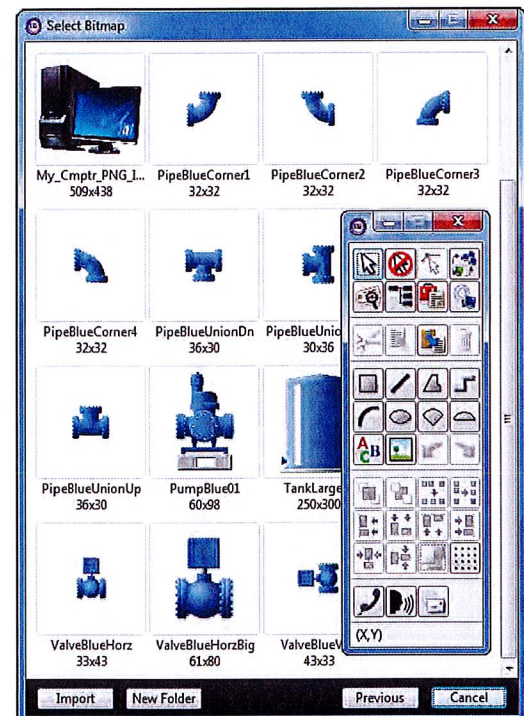 Select Bitmap
My_Cmptr_PNG_I...
509x438
PipeBlueCorner1
32x32
PipeBlueCorner2
32x32
PipeBlueCorner3
32x32
PipeBlueCorner4
32x32
PipeBlueUnionDn
36x30
PipeBlueUnio
30x36
PipeBlueUnionUp
36x30
PumpBlue01
60x98
TankLarge
250x300
ValveBlueHorz
33x43
ValveBlueHorzBig
61x80
ValveBlueV
43x33
A B C
(X,Y)
Import
New Folder
Previous
Cancel